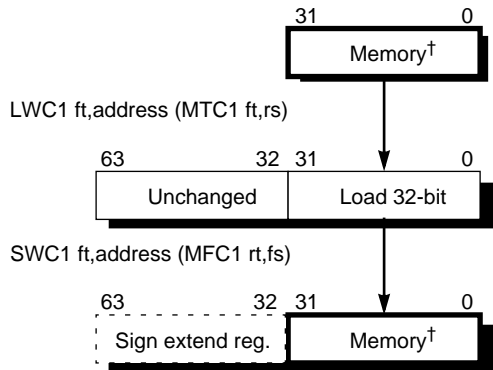 31 0
Memory†
LWC1 ft,address (MTC1 ft,rs)
63 32 31 0
Unchanged Load 32-bit
SWC1 ft,address (MFC1 rt,fs)
63 32 31 0
Sign extend reg. Memory†